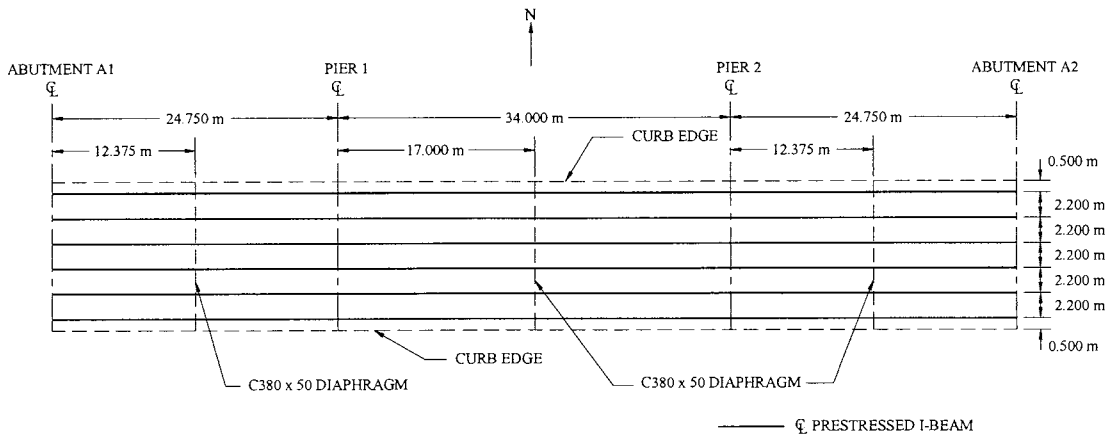 N
ABUTMENT A1
℄
PIER 1
℄
PIER 2
℄
ABUTMENT A2
℄
24.750 m
34.000 m
24.750 m
CURB EDGE
12.375 m
17.000 m
12.375 m
0.500 m
2.200 m
2.200 m
2.200 m
2.200 m
2.200 m
0.500 m
CURB EDGE
C380 x 50 DIAPHRAGM
C380 x 50 DIAPHRAGM
℄ PRESTRESSED I-BEAM